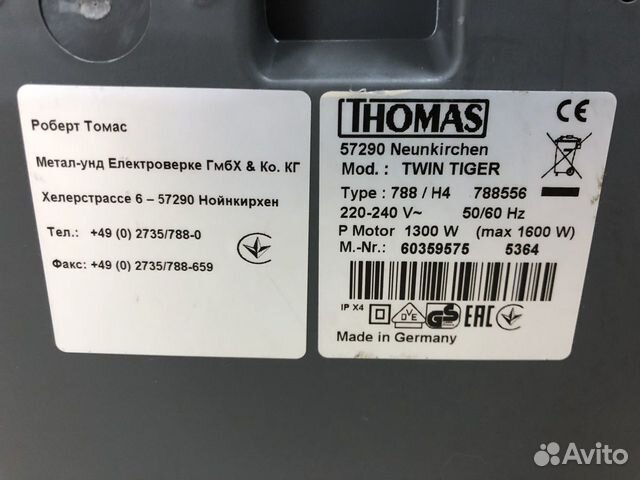 Роберт Томас
Метал-унд Електроверке ГмбХ & Ко. КГ
Хелерстрассе 6 – 57290 Нойнкирхен
Тел.: +49 (0) 2735/788-0
Факс: +49 (0) 2735/788-659
THOMAS CE
57290 Neunkirchen
Mod.: TWIN TIGER
Type: 788 / H4 788556
220-240 V~ 50/60 Hz
P Motor 1300 W (max 1600 W)
M.-Nr.: 60359575 5364
IP X4 VDE GS EAC
Made in Germany
Avito